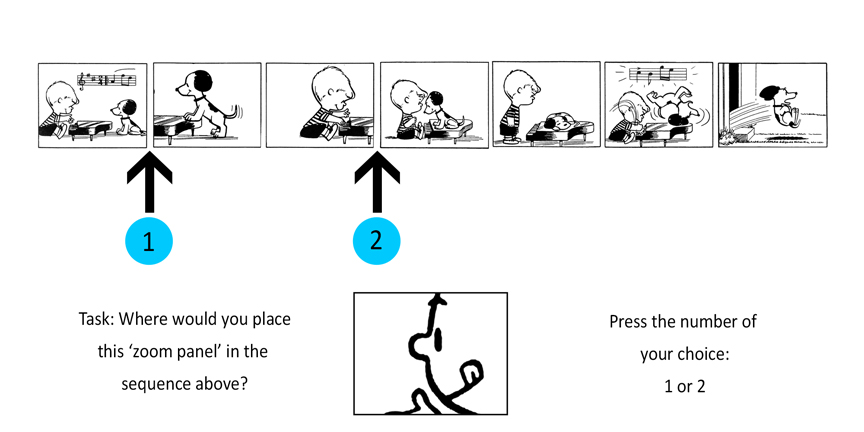 1
2
Task: Where would you place
this ‘zoom panel’ in the
sequence above?
Press the number of
your choice:
1 or 2